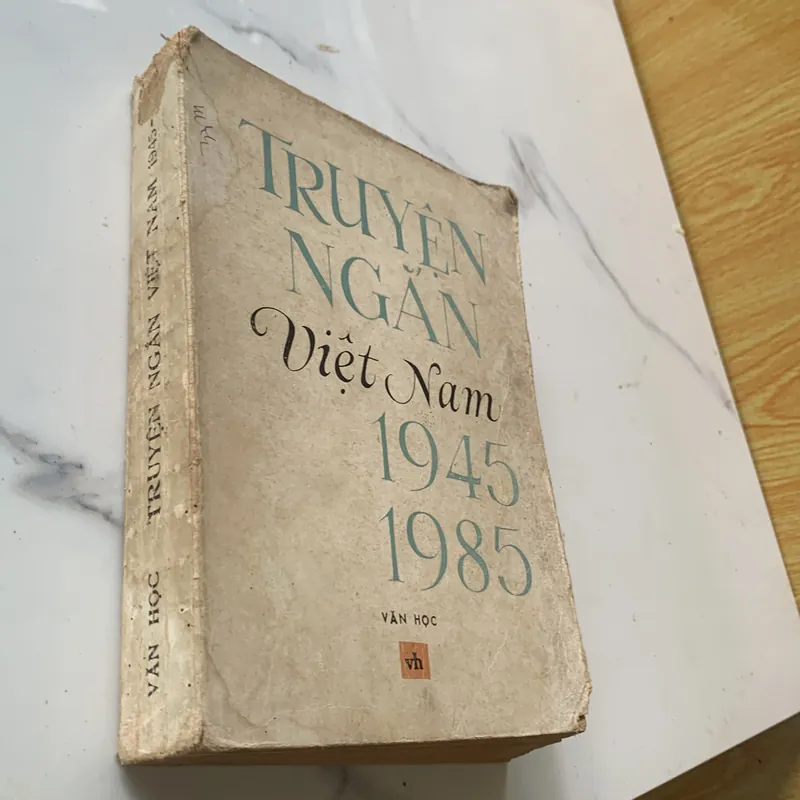 TRUYỆN
NGẮN
Việt Nam
1945
1985
VĂN HỌC
vh
VĂN HỌC TRUYỆN NGẮN VIỆT NAM 1945-